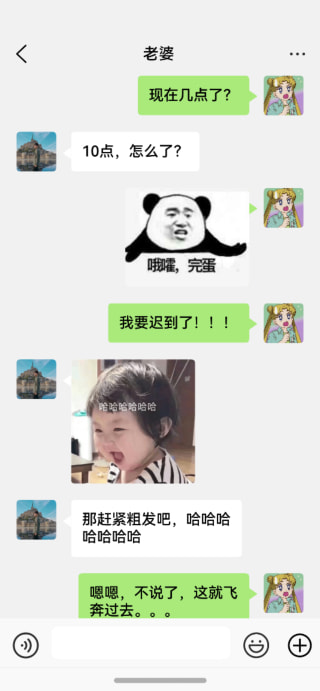 老婆
现在几点了？
10点，怎么了？
哦嚯，完蛋
我要迟到了！！！
哈哈哈哈哈哈
那赶紧粗发吧，哈哈哈
哈哈哈哈
嗯嗯，不说了，这就飞
奔过去。。。